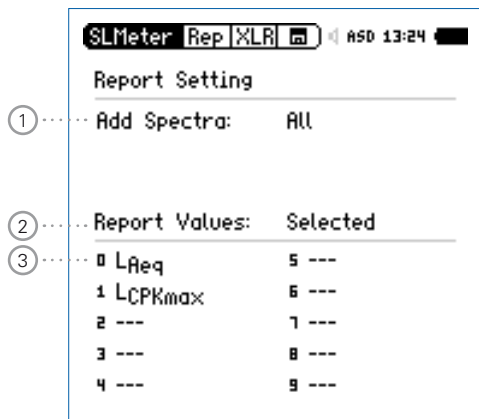 SLMeter Rep XLR ASD 13:24
Report Setting
1 Add Spectra: All
2 Report Values: Selected
3 0 LAeq 5 ---
1 LCPKmax 6 ---
2 --- 7 ---
3 --- 8 ---
4 --- 9 ---